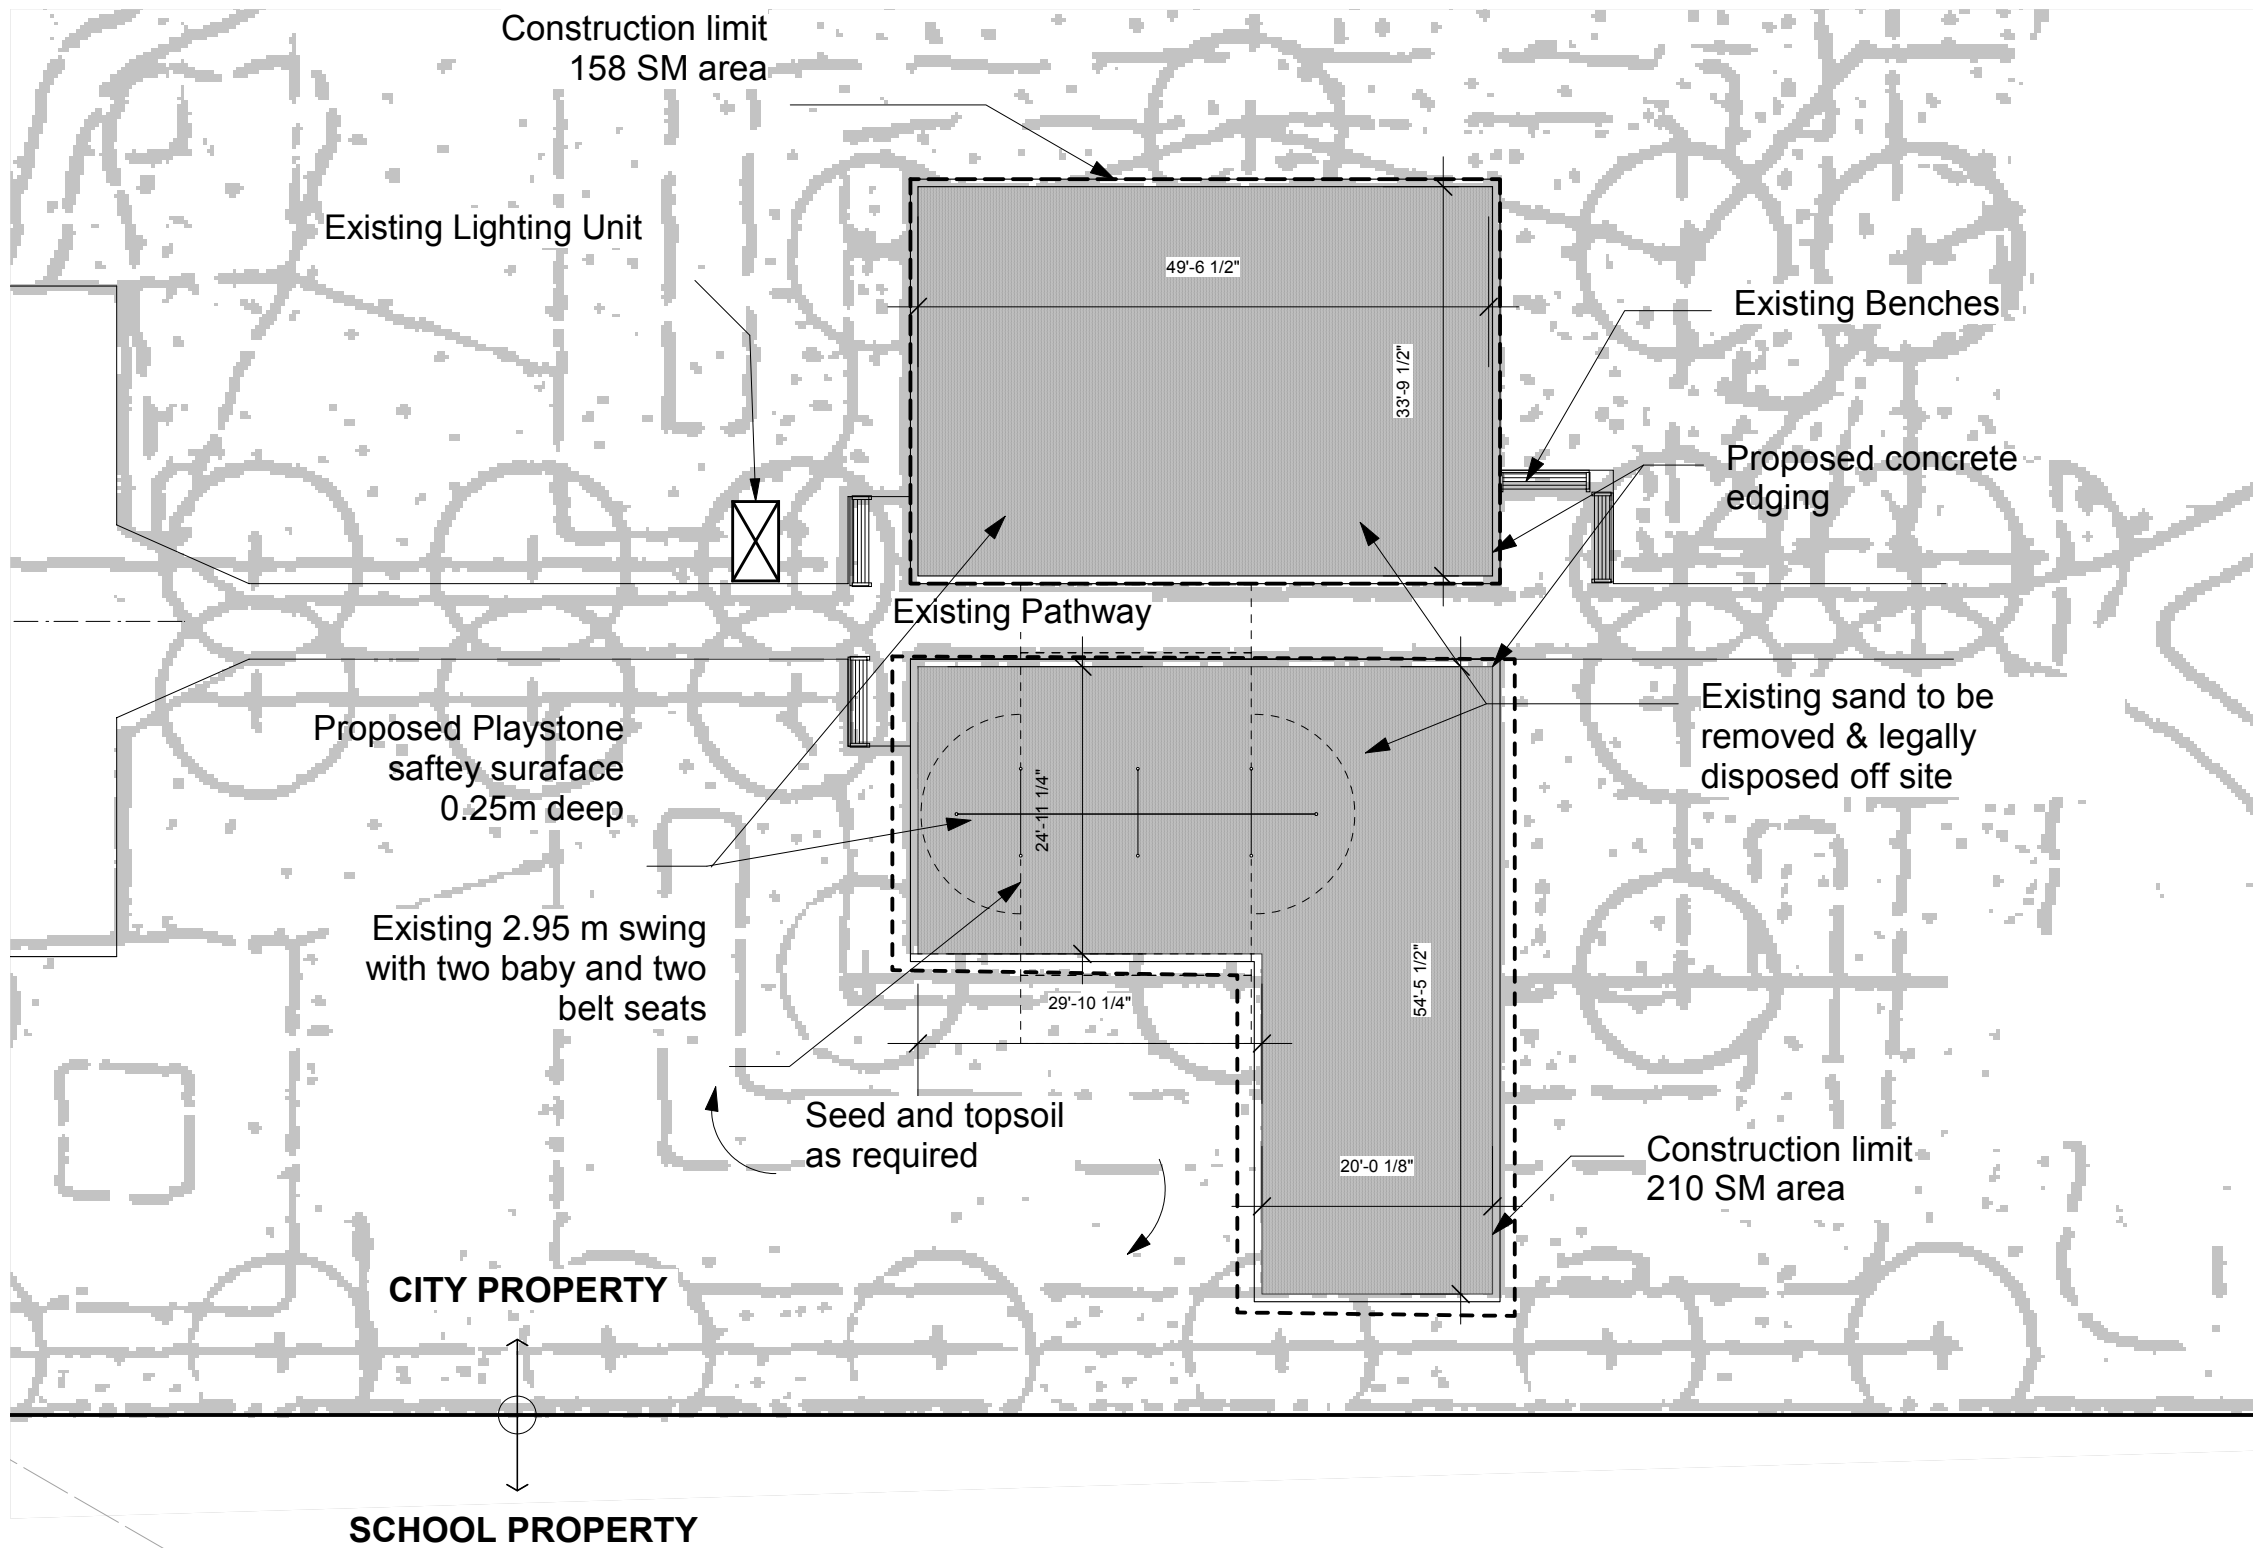 Construction limit
158 SM area
Existing Lighting Unit
49'-6 1/2"
Existing Benches
33'-9 1/2"
Proposed concrete
edging
Existing Pathway
Existing sand to be
removed & legally
disposed off site
Proposed Playstone
saftey suraface
0.25m deep
24'-11 1/4"
Existing 2.95 m swing
with two baby and two
belt seats
29'-10 1/4"
54'-5 1/2"
Seed and topsoil
as required
20'-0 1/8"
Construction limit
210 SM area
CITY PROPERTY
SCHOOL PROPERTY